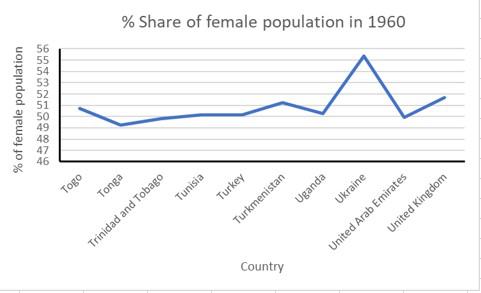 % Share of female population in 1960
% of female population
56
55
54
53
52
51
50
49
48
47
46
Togo
Tonga
Trinidad and Tobago
Tunisia
Turkey
Turkmenistan
Uganda
Ukraine
United Arab Emirates
United Kingdom
Country